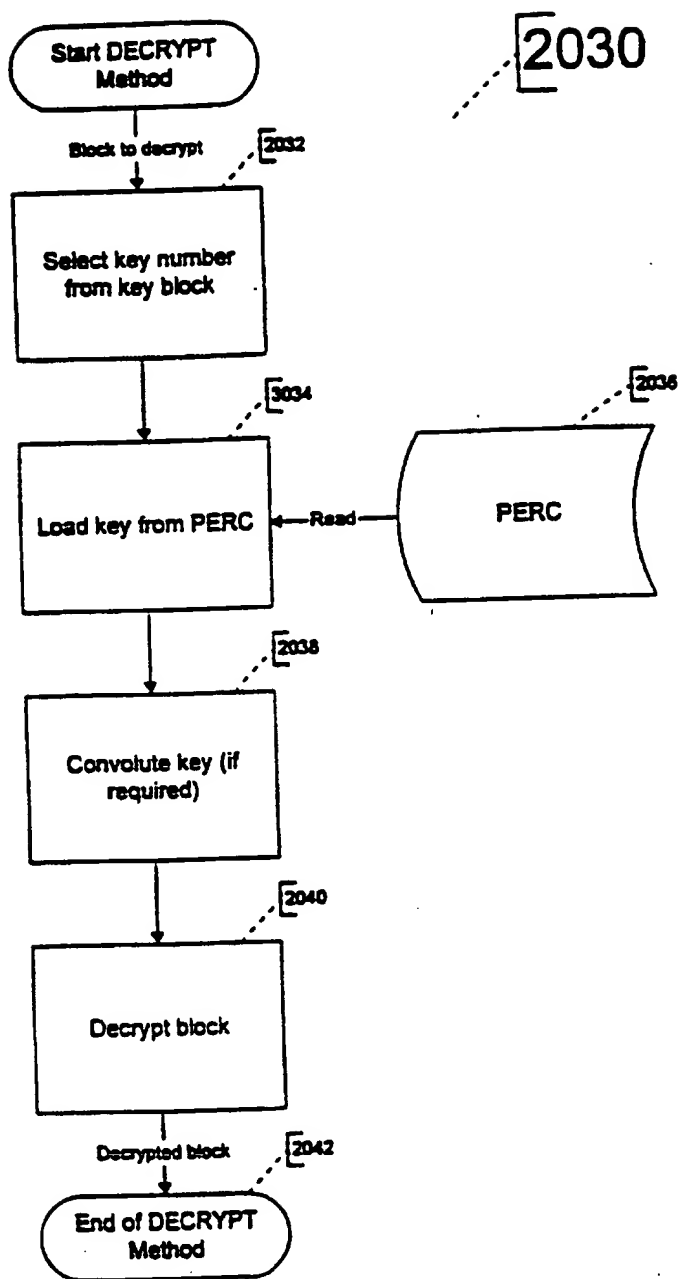 Start DECRYPT
Method
2030
Block to decrypt
2032
Select key number
from key block
3034
2036
Load key from PERC
Read
PERC
2038
Convolute key (if
required)
2040
Decrypt block
Decrypted block
2042
End of DECRYPT
Method